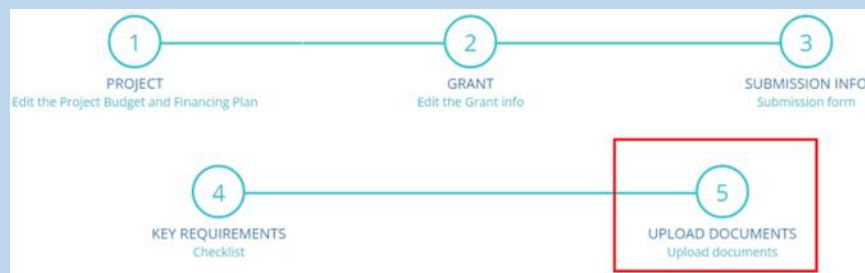 1
2
3
PROJECT
GRANT
SUBMISSION INFO
Edit the Project Budget and Financing Plan
Edit the Grant info
Submission form
4
5
KEY REQUIREMENTS
UPLOAD DOCUMENTS
Checklist
Upload documents